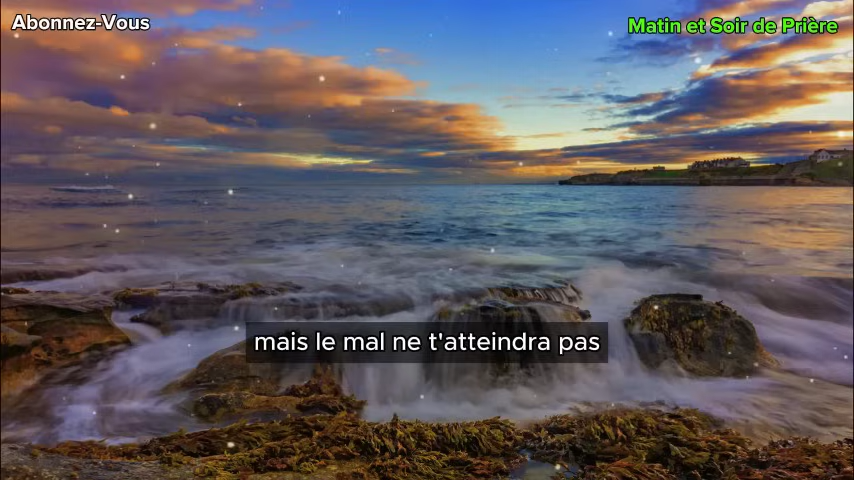 Abonnez-Vous
Matin et Soir de Prière
mais le mal ne t'atteindra pas